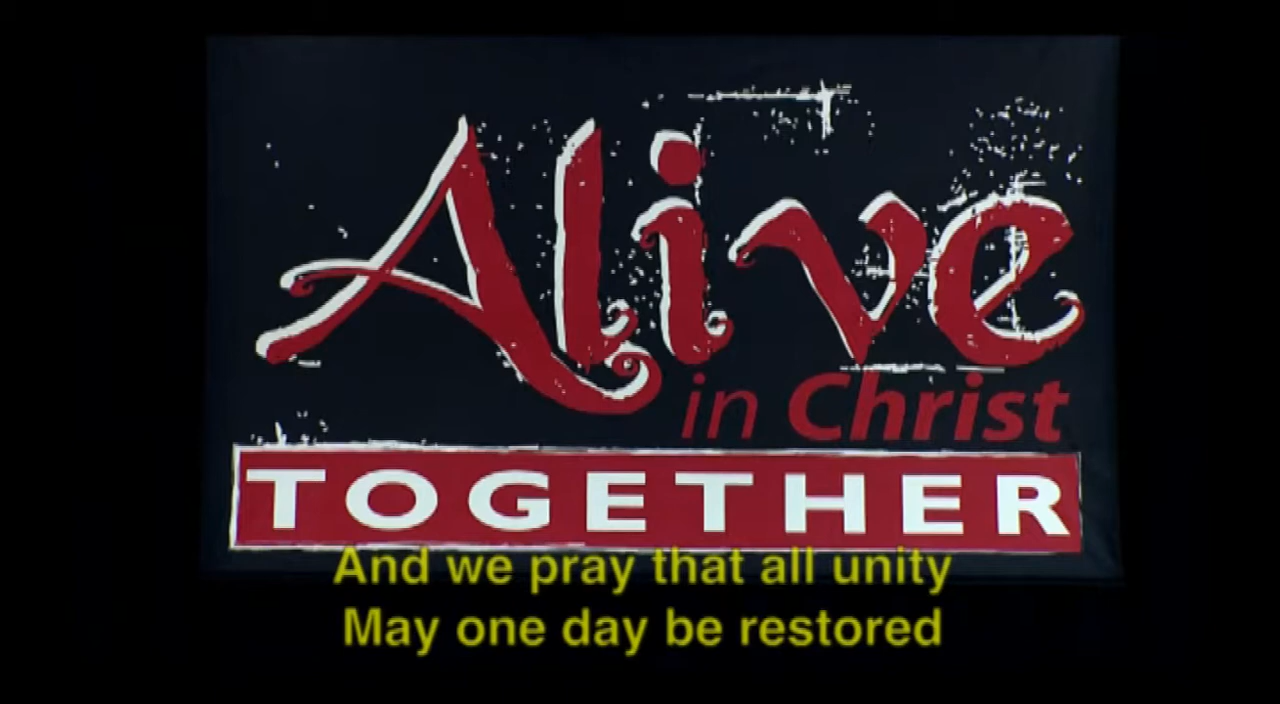 Alive
in Christ
TOGETHER
And we pray that all unity
May one day be restored